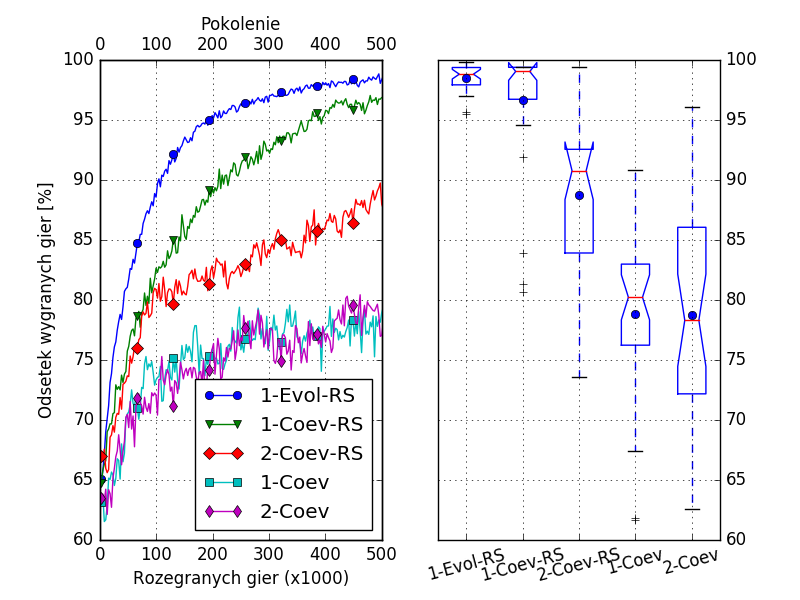 Pokolenie
0 100 200 300 400 500
100
95
90
85
80
75
70
65
60
Odsetek wygranych gier [%]
1-Evol-RS
1-Coev-RS
2-Coev-RS
1-Coev
2-Coev
0 100 200 300 400 500
Rozegranych gier (x1000)
100
95
90
85
80
75
70
65
60
1-Evol-RS
1-Coev-RS
2-Coev-RS
1-Coev
2-Coev